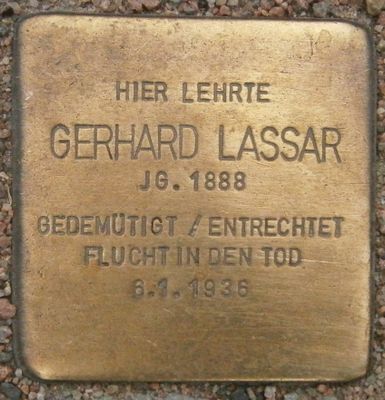 HIER LEHRTE
GERHARD LASSAR
JG. 1888
GEDEMÜTIGT / ENTRECHTET
FLUCHT IN DEN TOD
6.1.1936